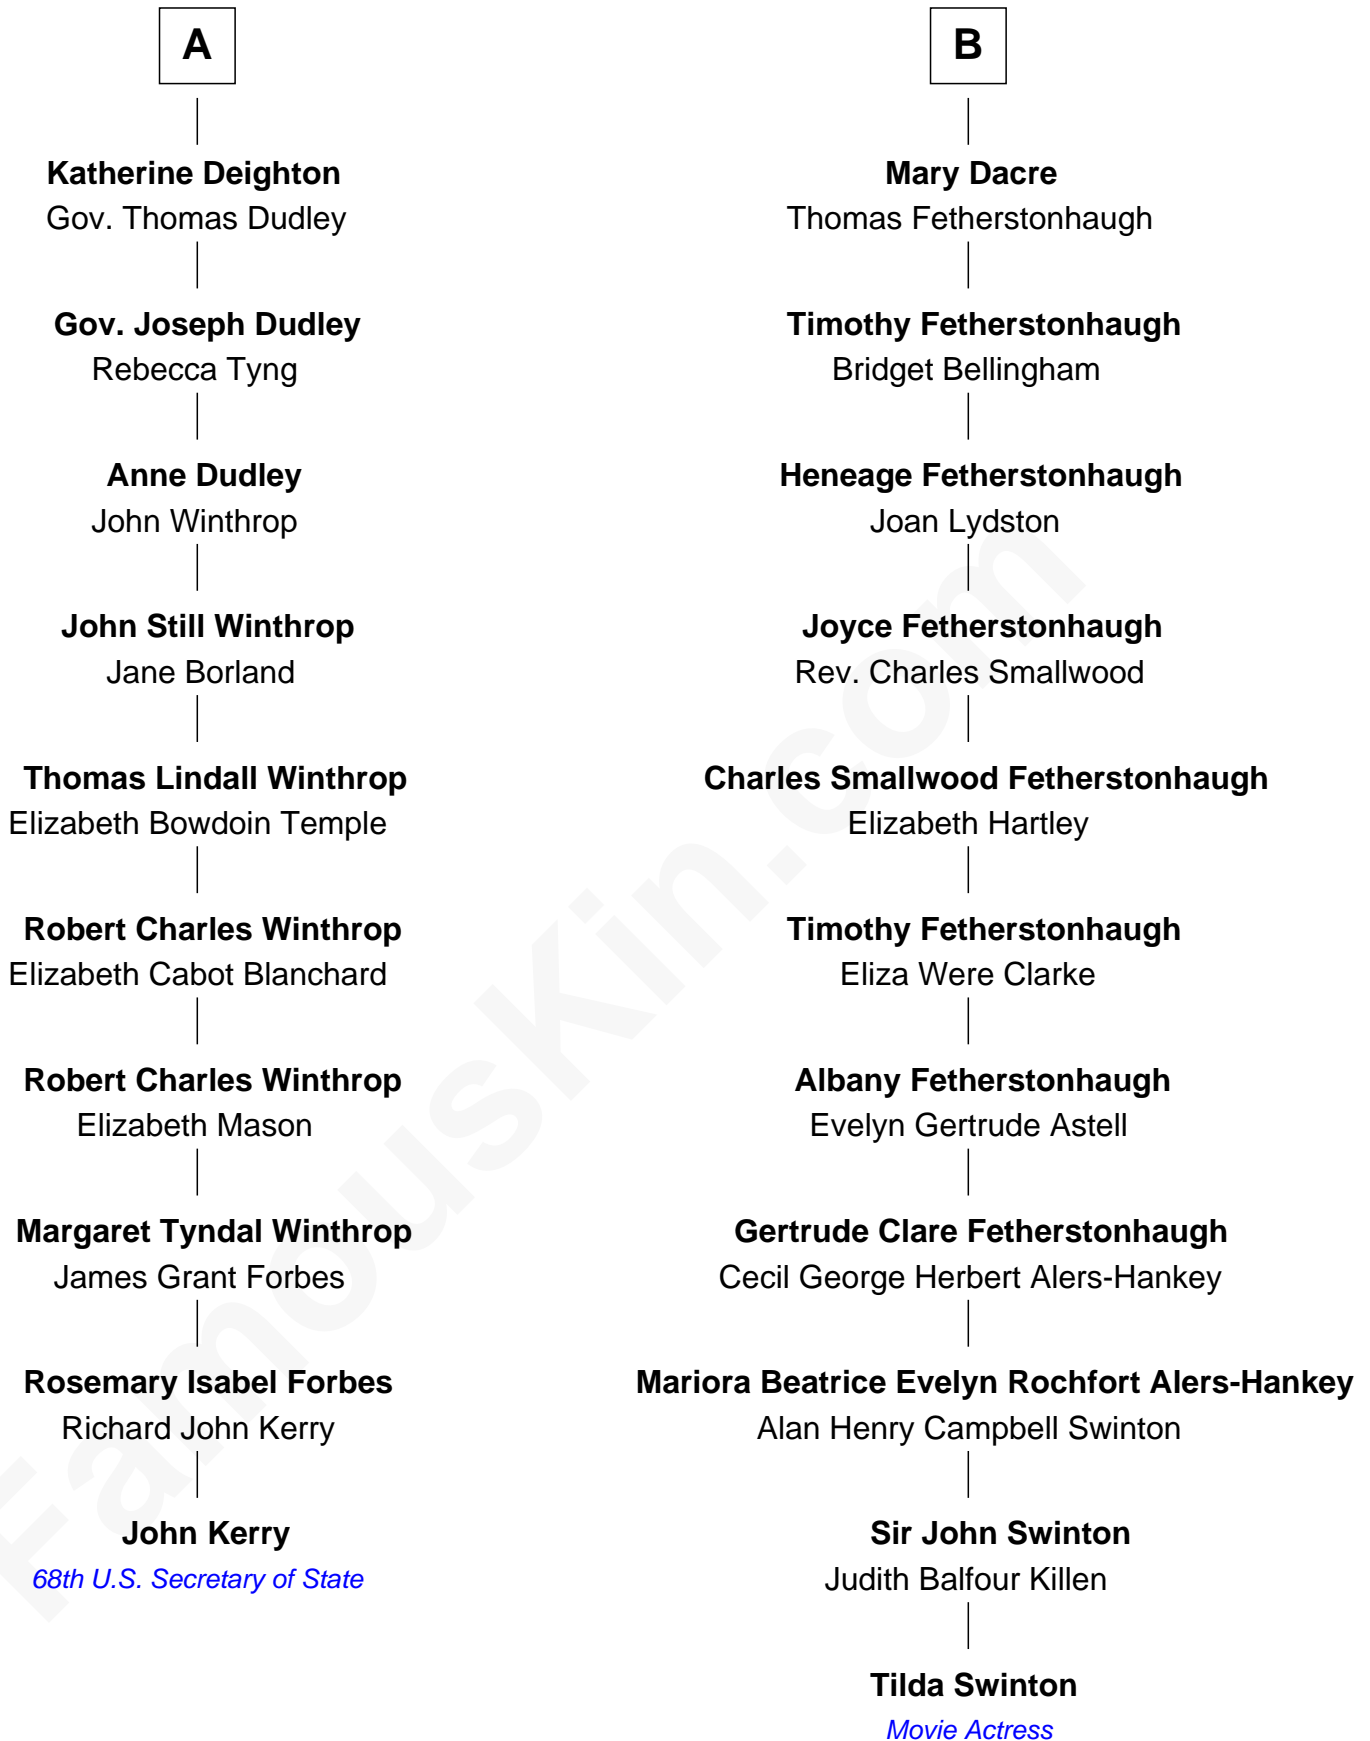 A
Katherine Deighton
Gov. Thomas Dudley
Gov. Joseph Dudley
Rebecca Tyng
Anne Dudley
John Winthrop
John Still Winthrop
Jane Borland
Thomas Lindall Winthrop
Elizabeth Bowdoin Temple
Robert Charles Winthrop
Elizabeth Cabot Blanchard
Robert Charles Winthrop
Elizabeth Mason
Margaret Tyndal Winthrop
James Grant Forbes
Rosemary Isabel Forbes
Richard John Kerry
John Kerry
68th U.S. Secretary of State
B
Mary Dacre
Thomas Fetherstonhaugh
Timothy Fetherstonhaugh
Bridget Bellingham
Heneage Fetherstonhaugh
Joan Lydston
Joyce Fetherstonhaugh
Rev. Charles Smallwood
Charles Smallwood Fetherstonhaugh
Elizabeth Hartley
Timothy Fetherstonhaugh
Eliza Were Clarke
Albany Fetherstonhaugh
Evelyn Gertrude Astell
Gertrude Clare Fetherstonhaugh
Cecil George Herbert Alers-Hankey
Mariora Beatrice Evelyn Rochfort Alers-Hankey
Alan Henry Campbell Swinton
Sir John Swinton
Judith Balfour Killen
Tilda Swinton
Movie Actress
FamousKin.com